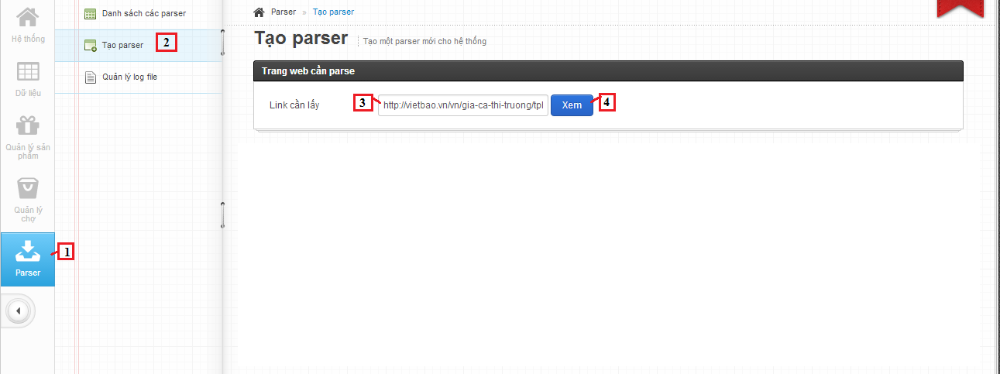 Hệ thống
Dữ liệu
Quản lý sản
phẩm
Quản lý
chợ
Parser
1
Danh sách các parser
Tạo parser
2
Quản lý log file
Parser » Tạo parser
Tạo parser
Tạo một parser mới cho hệ thống
Trang web cần parse
Link cần lấy
3
http://vietbao.vn/vn/gia-ca-thi-truong/tpl
Xem
4